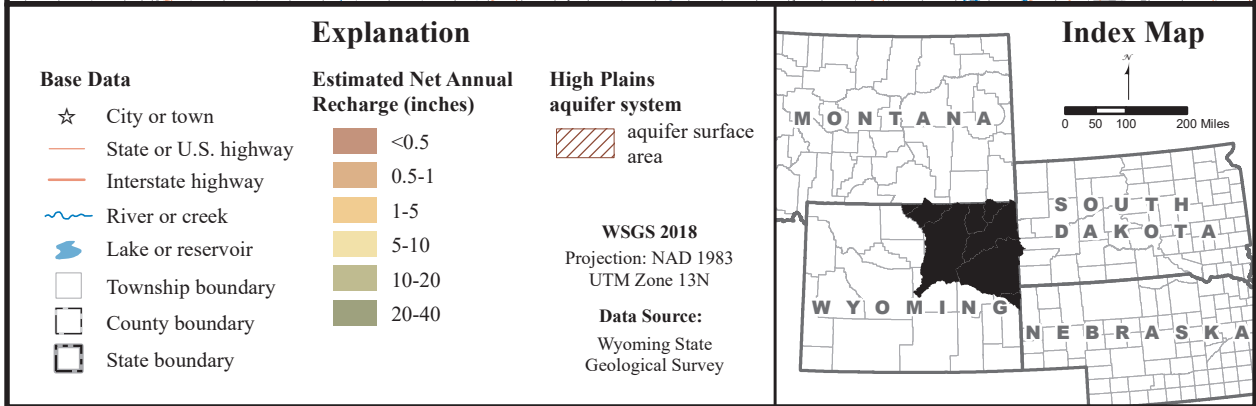 Explanation
Base Data
City or town
State or U.S. highway
Interstate highway
River or creek
Lake or reservoir
Township boundary
County boundary
State boundary
Estimated Net Annual
Recharge (inches)
<0.5
0.5-1
1-5
5-10
10-20
20-40
High Plains
aquifer system
aquifer surface
area
WSGS 2018
Projection: NAD 1983
UTM Zone 13N
Data Source:
Wyoming State
Geological Survey
Index Map
N
0 50 100 200 Miles
MONTANA
SOUTH
DAKOTA
WYOMING
NEBRASKA